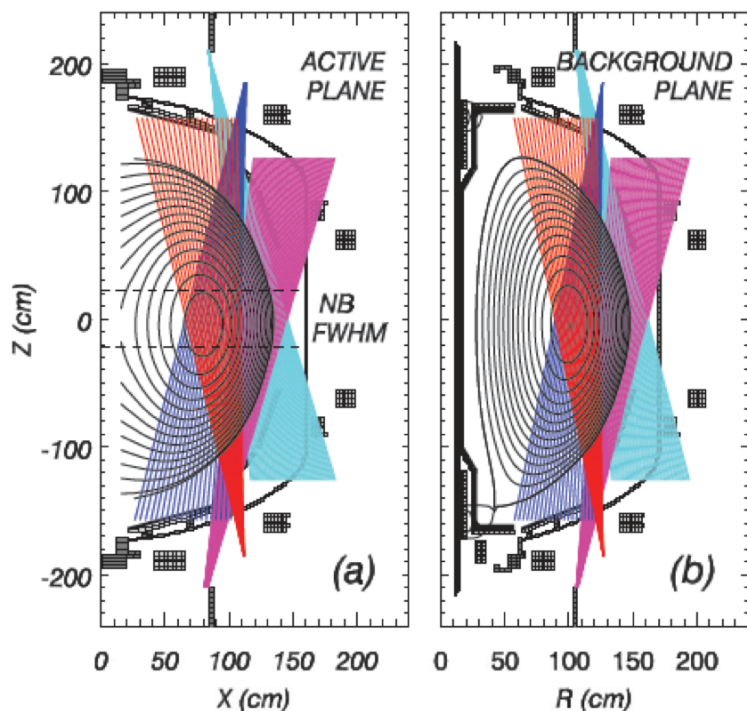 ACTIVE
PLANE
BACKGROUND
PLANE
200
100
0
-100
-200
Z (cm)
NB
FWHM
(a)
(b)
0 50 100 150 200
0 50 100 150 200
X (cm)
R (cm)